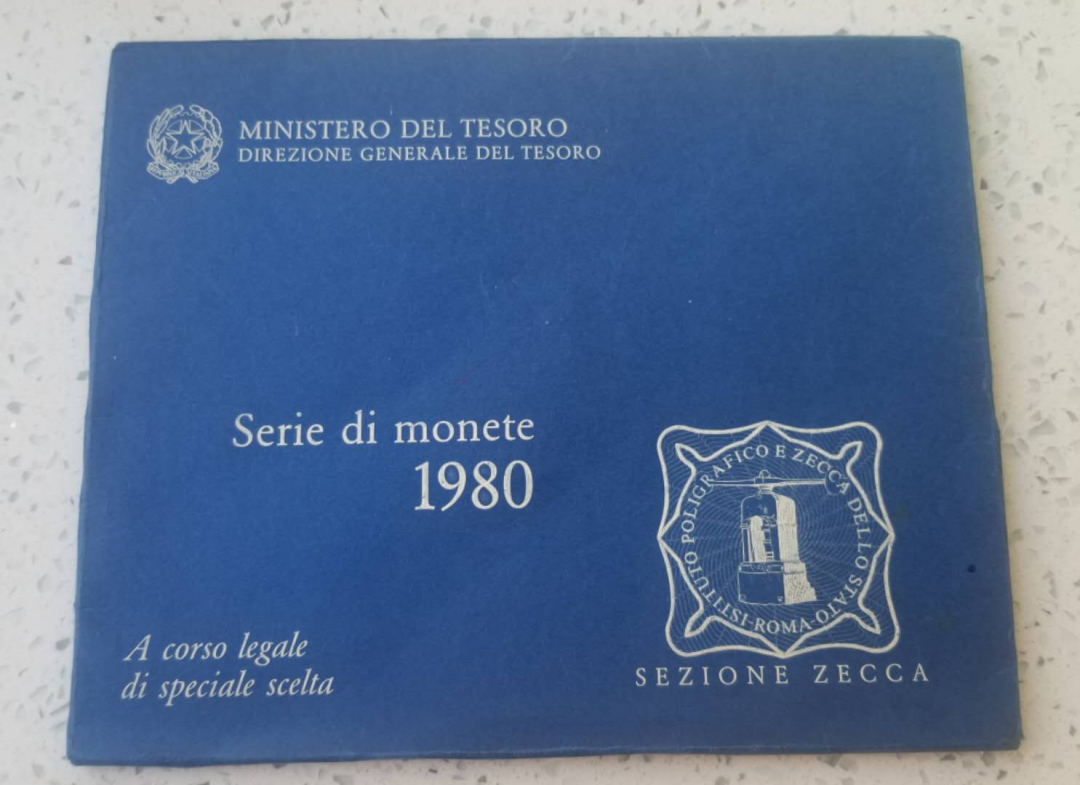 MINISTERO DEL TESORO
DIREZIONE GENERALE DEL TESORO
Serie di monete
1980
A corso legale
di speciale scelta
ISTITUTO POLIGRAFICO E ZECCA DELLO STATO-ROMA-
SEZIONE ZECCA